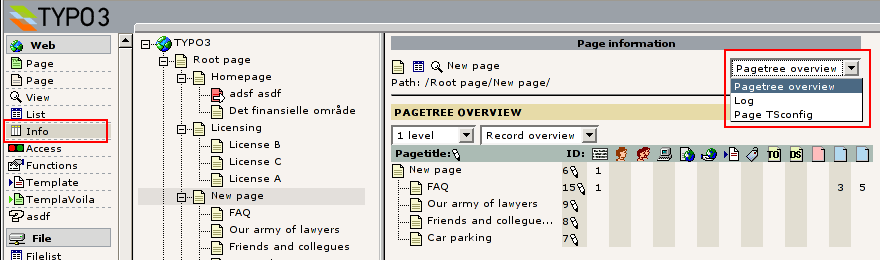 TYPO3
Web
Page
Page
View
List
Info
Access
Functions
Template
TemplaVoila
asdf
File
Filelist
TYPO3
Root page
Homepage
adsf asdf
Det finansielle område
Licensing
License B
License C
License A
New page
FAQ
Our army of lawyers
Friends and collegues
Page information
New page
Pagetree overview
Path: /Root page/New page/
Pagetree overview
Log
Page TSconfig
PAGETREE OVERVIEW
1 level Record overview
Pagetitle: ID: TO DS
New page 6 1
FAQ 15 1 3 5
Our army of lawyers 9
Friends and collegue... 8
Car parking 7